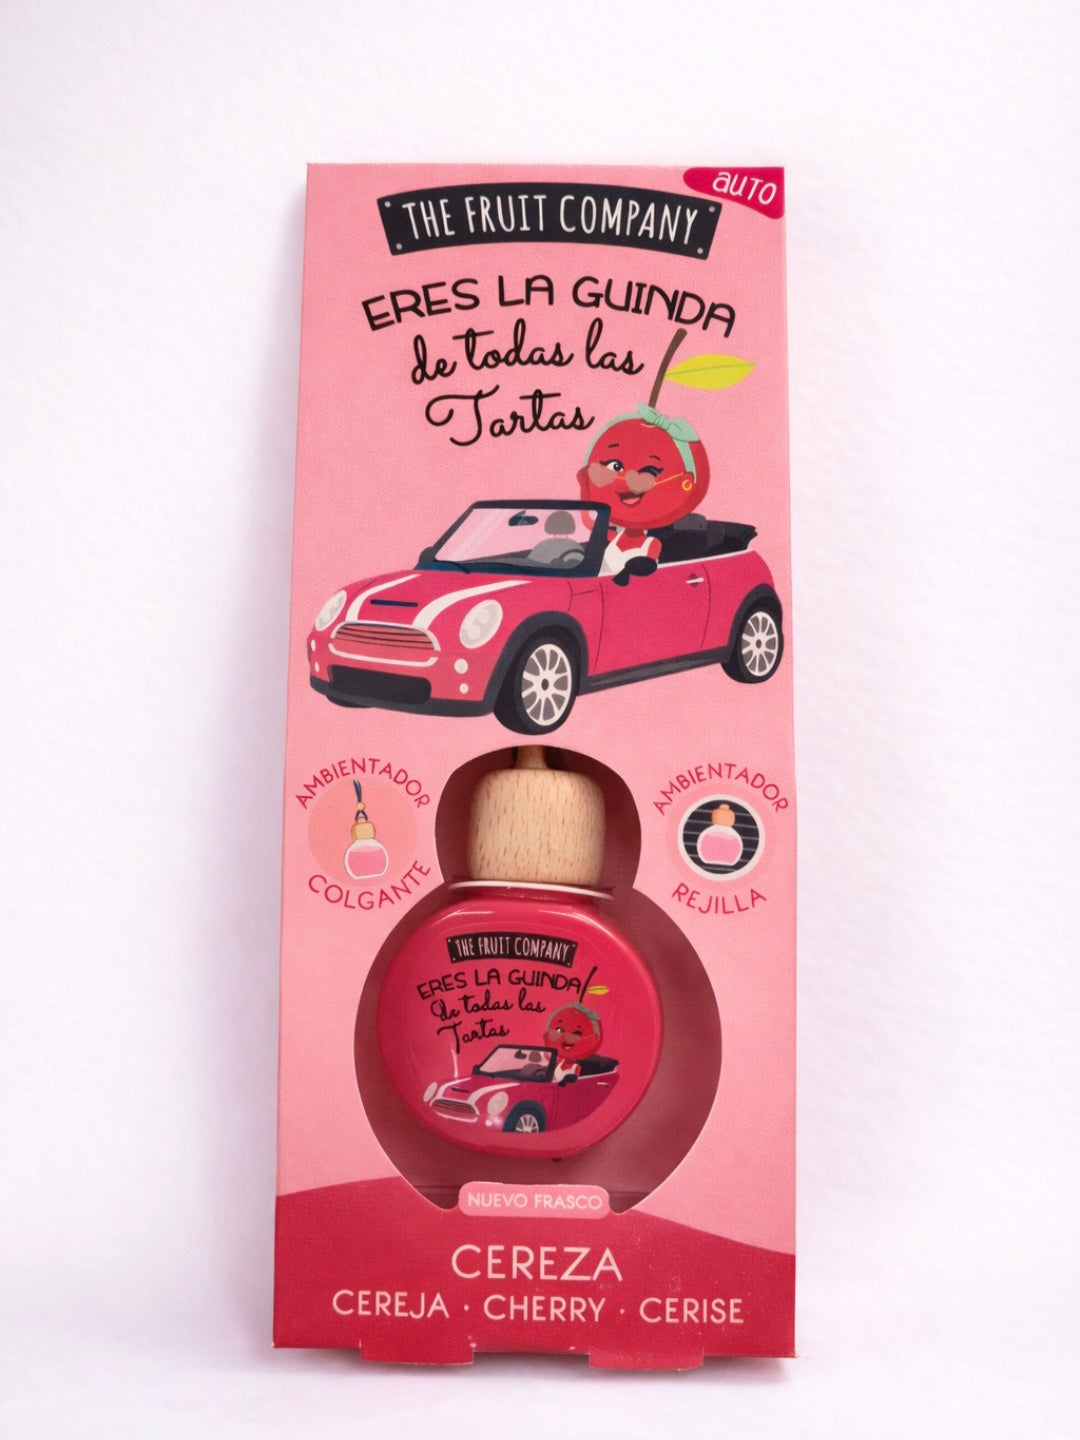 AUTO
THE FRUIT COMPANY
ERES LA GUINDA
de todas las
Tartas
AMBIENTADOR
COLGANTE
AMBIENTADOR
REJILLA
THE FRUIT COMPANY
ERES LA GUINDA
de todas las
Tartas
NUEVO FRASCO
CEREZA
CEREJA · CHERRY · CERISE